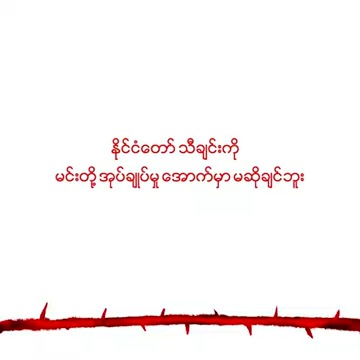 နိုင်ငံတော် သီချင်းကို
မင်းတို့ အုပ်ချုပ်မှု အောက်မှာ မဆိုချင်ဘူး